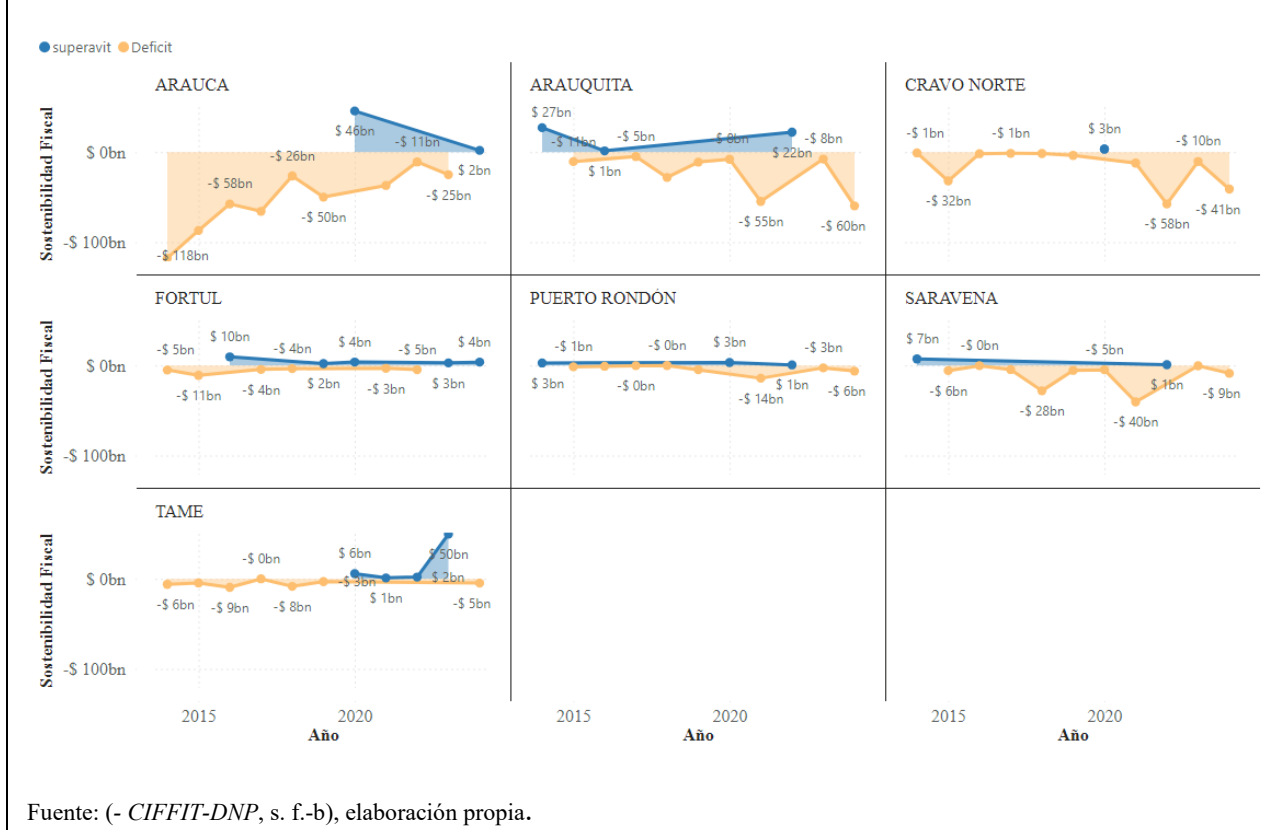 superavit Deficit
ARAUCA ARAUQUITA CRAVO NORTE
Sostenibilidad Fiscal
$ 0bn
-$ 100bn
-$ 118bn
-$ 58bn
-$ 26bn
-$ 50bn
$ 46bn
-$ 11bn
-$ 25bn
$ 2bn
$ 27bn
-$ 11bn
$ 1bn
-$ 5bn
-$ 8bn
-$ 55bn
$ 22bn
-$ 8bn
-$ 60bn
-$ 1bn
-$ 32bn
-$ 1bn
$ 3bn
-$ 58bn
-$ 10bn
-$ 41bn
FORTUL PUERTO RONDÓN SARAVENA
Sostenibilidad Fiscal
$ 0bn
-$ 100bn
-$ 5bn
-$ 11bn
$ 10bn
-$ 4bn
-$ 4bn
$ 2bn
$ 4bn
-$ 3bn
-$ 5bn
$ 3bn
$ 4bn
$ 3bn
-$ 1bn
-$ 0bn
-$ 0bn
$ 3bn
-$ 14bn
$ 1bn
-$ 3bn
-$ 6bn
$ 7bn
-$ 6bn
-$ 0bn
-$ 28bn
-$ 5bn
-$ 40bn
$ 1bn
-$ 9bn
TAME
Sostenibilidad Fiscal
$ 0bn
-$ 100bn
-$ 6bn
-$ 9bn
-$ 0bn
-$ 8bn
$ 6bn
-$ 3bn
$ 1bn
$ 50bn
$ 2bn
-$ 5bn
2015 2020 2015 2020 2015 2020
Año Año Año
Fuente: (- CIFFIT-DNP, s. f.-b), elaboración propia.